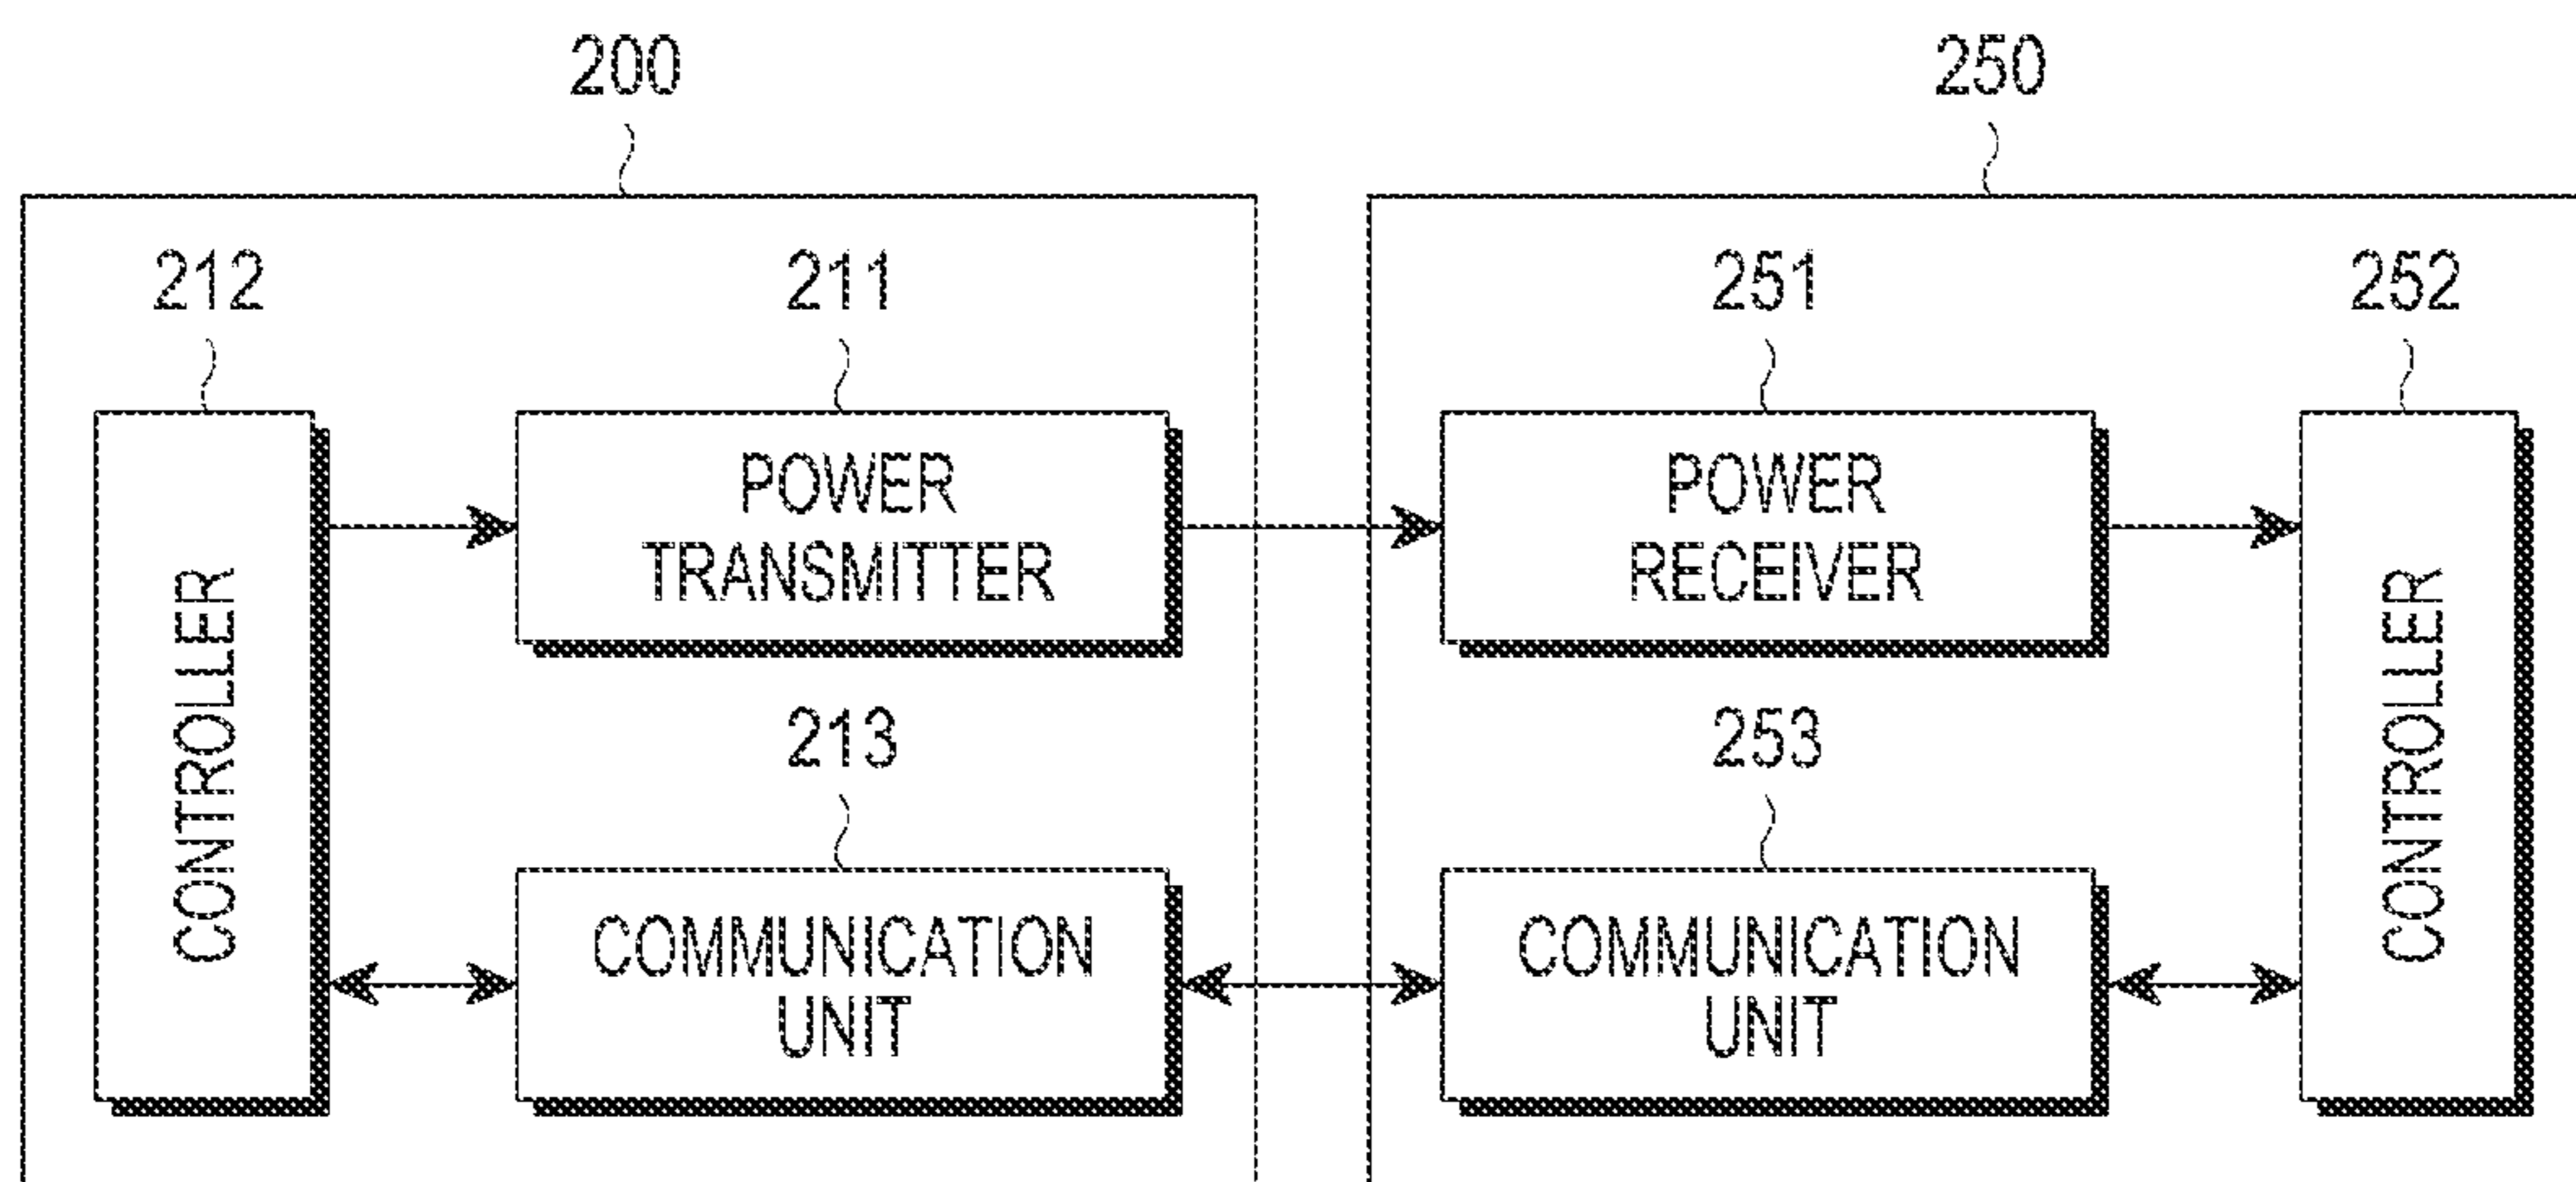 200
250
212
211
251
252
POWER
TRANSMITTER
POWER
RECEIVER
CONTROLLER
CONTROLLER
213
253
COMMUNICATION
UNIT
COMMUNICATION
UNIT